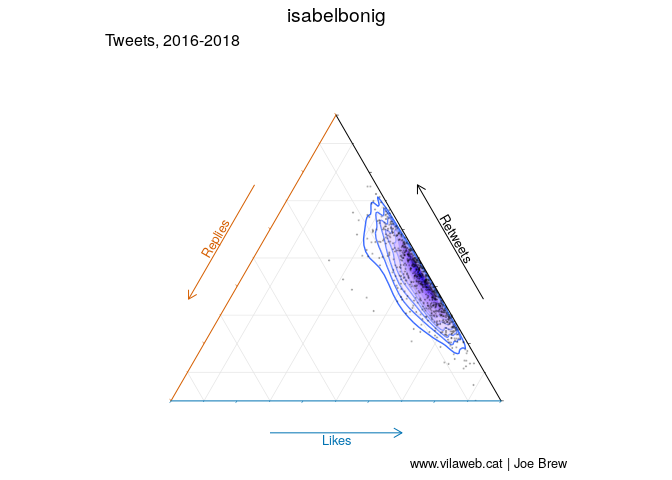 isabelbonig
Tweets, 2016-2018
Replies
Retweets
Likes
www.vilaweb.cat | Joe Brew